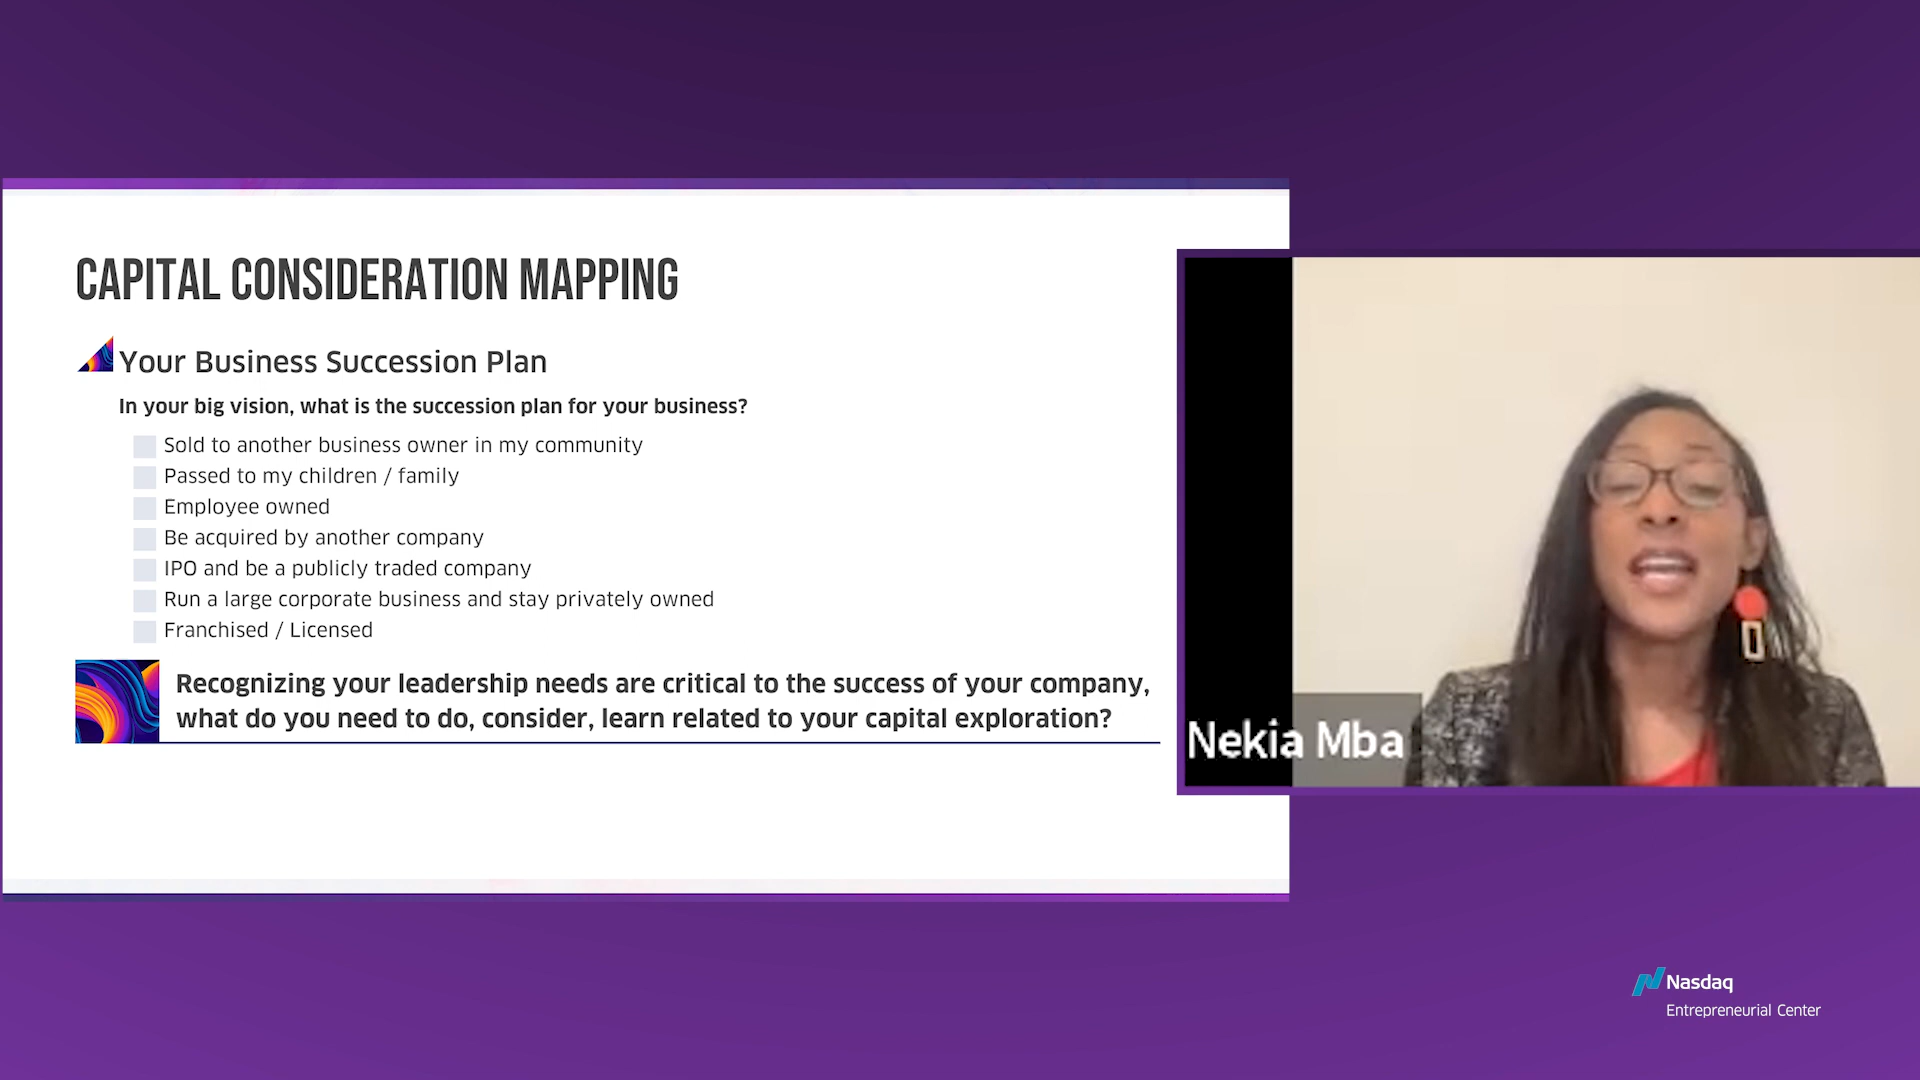 CAPITAL CONSIDERATION MAPPING
Your Business Succession Plan
In your big vision, what is the succession plan for your business?
Sold to another business owner in my community
Passed to my children / family
Employee owned
Be acquired by another company
IPO and be a publicly traded company
Run a large corporate business and stay privately owned
Franchised / Licensed
Recognizing your leadership needs are critical to the success of your company,
what do you need to do, consider, learn related to your capital exploration?
Nekia Mba
Nasdaq
Entrepreneurial Center